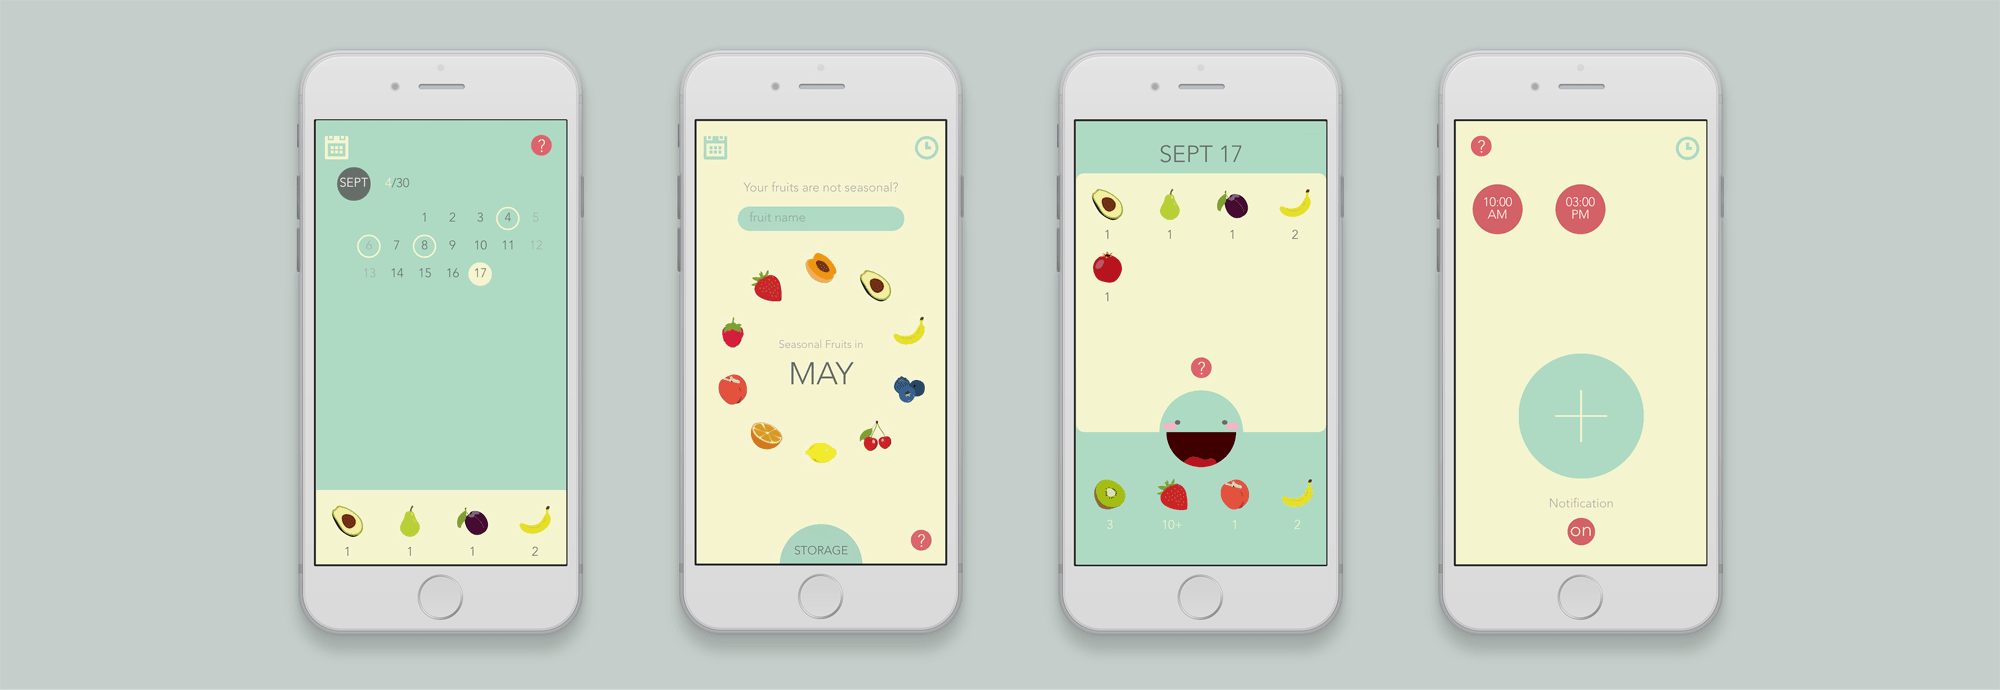 ?
SEPT 4/30
1 2 3 4 5
6 7 8 9 10 11 12
13 14 15 16 17
1 1 1 2
Your fruits are not seasonal?
fruit name
Seasonal Fruits in
MAY
STORAGE
?
SEPT 17
1 1 1 2
1
?
3 10+ 1 2
?
10:00 03:00
AM PM
Notification
on